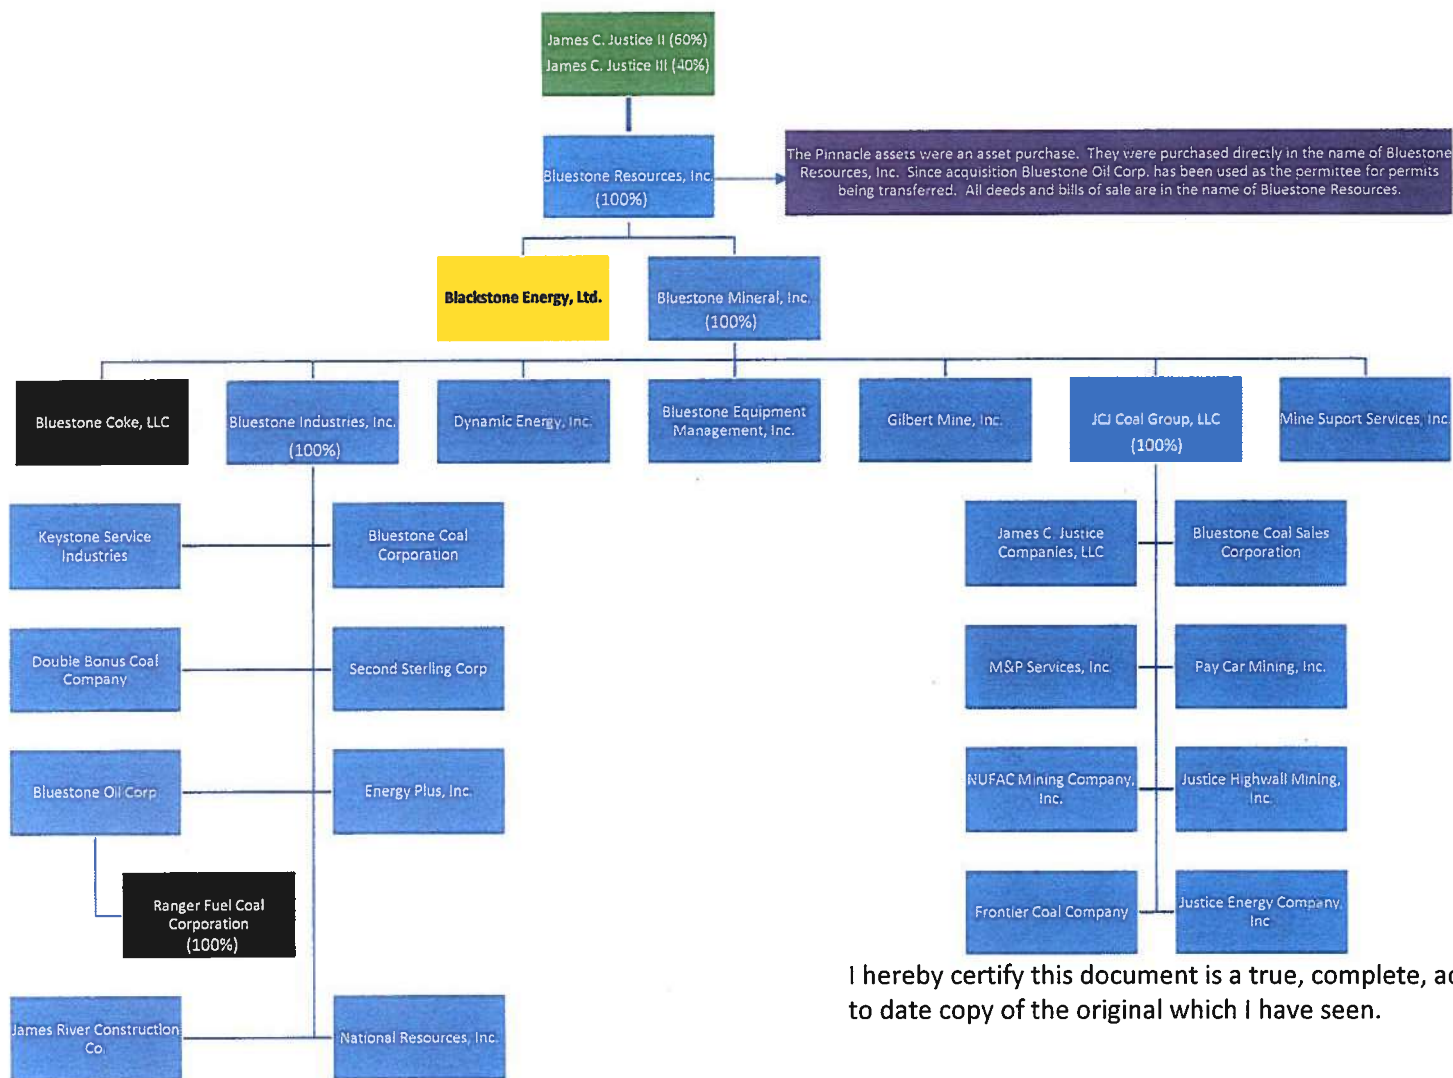 James C. Justice II (60%)
James C. Justice III (40%)
Bluestone Resources, Inc.
(100%)
The Pinnacle assets were an asset purchase. They were purchased directly in the name of Bluestone
Resources, Inc. Since acquisition Bluestone Oil Corp. has been used as the permittee for permits
being transferred. All deeds and bills of sale are in the name of Bluestone Resources.
Blackstone Energy, Ltd.
Bluestone Mineral, Inc.
(100%)
Bluestone Coke, LLC
Bluestone Industries, Inc.
(100%)
Dynamic Energy, Inc.
Bluestone Equipment
Management, Inc.
Gilbert Mine, Inc.
JCJ Coal Group, LLC
(100%)
Mine Suport Services, Inc.
Keystone Service
Industries
Bluestone Coal
Corporation
James C. Justice
Companies, LLC
Bluestone Coal Sales
Corporation
Double Bonus Coal
Company
Second Sterling Corp
M&P Services, Inc.
Pay Car Mining, Inc.
Bluestone Oil Corp
Energy Plus, Inc.
NUFAC Mining Company,
Inc.
Justice Highwall Mining,
Inc.
Ranger Fuel Coal
Corporation
(100%)
Frontier Coal Company
Justice Energy Company,
Inc
I hereby certify this document is a true, complete,
to date copy of the original which I have seen.
James River Construction
Co.
National Resources, Inc.